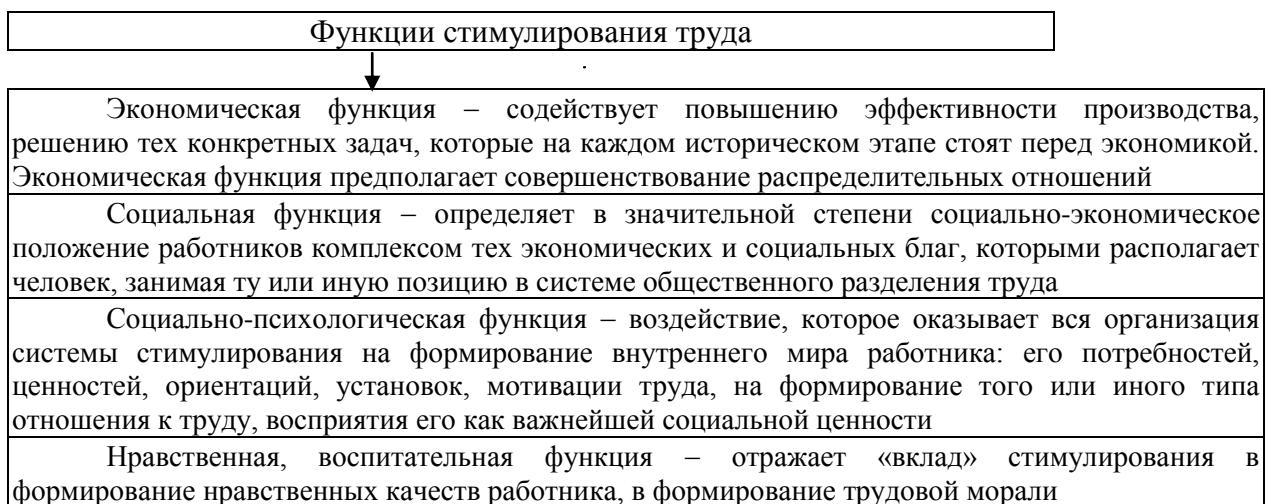 Функции стимулирования труда
Экономическая функция – содействует повышению эффективности производства,
решению тех конкретных задач, которые на каждом историческом этапе стоят перед экономикой.
Экономическая функция предполагает совершенствование распределительных отношений
Социальная функция – определяет в значительной степени социально-экономическое
положение работников комплексом тех экономических и социальных благ, которыми располагает
человек, занимая ту или иную позицию в системе общественного разделения труда
Социально-психологическая функция – воздействие, которое оказывает вся организация
системы стимулирования на формирование внутреннего мира работника: его потребностей,
ценностей, ориентаций, установок, мотивации труда, на формирование того или иного типа
отношения к труду, восприятия его как важнейшей социальной ценности
Нравственная, воспитательная функция – отражает «вклад» стимулирования в
формирование нравственных качеств работника, в формирование трудовой морали